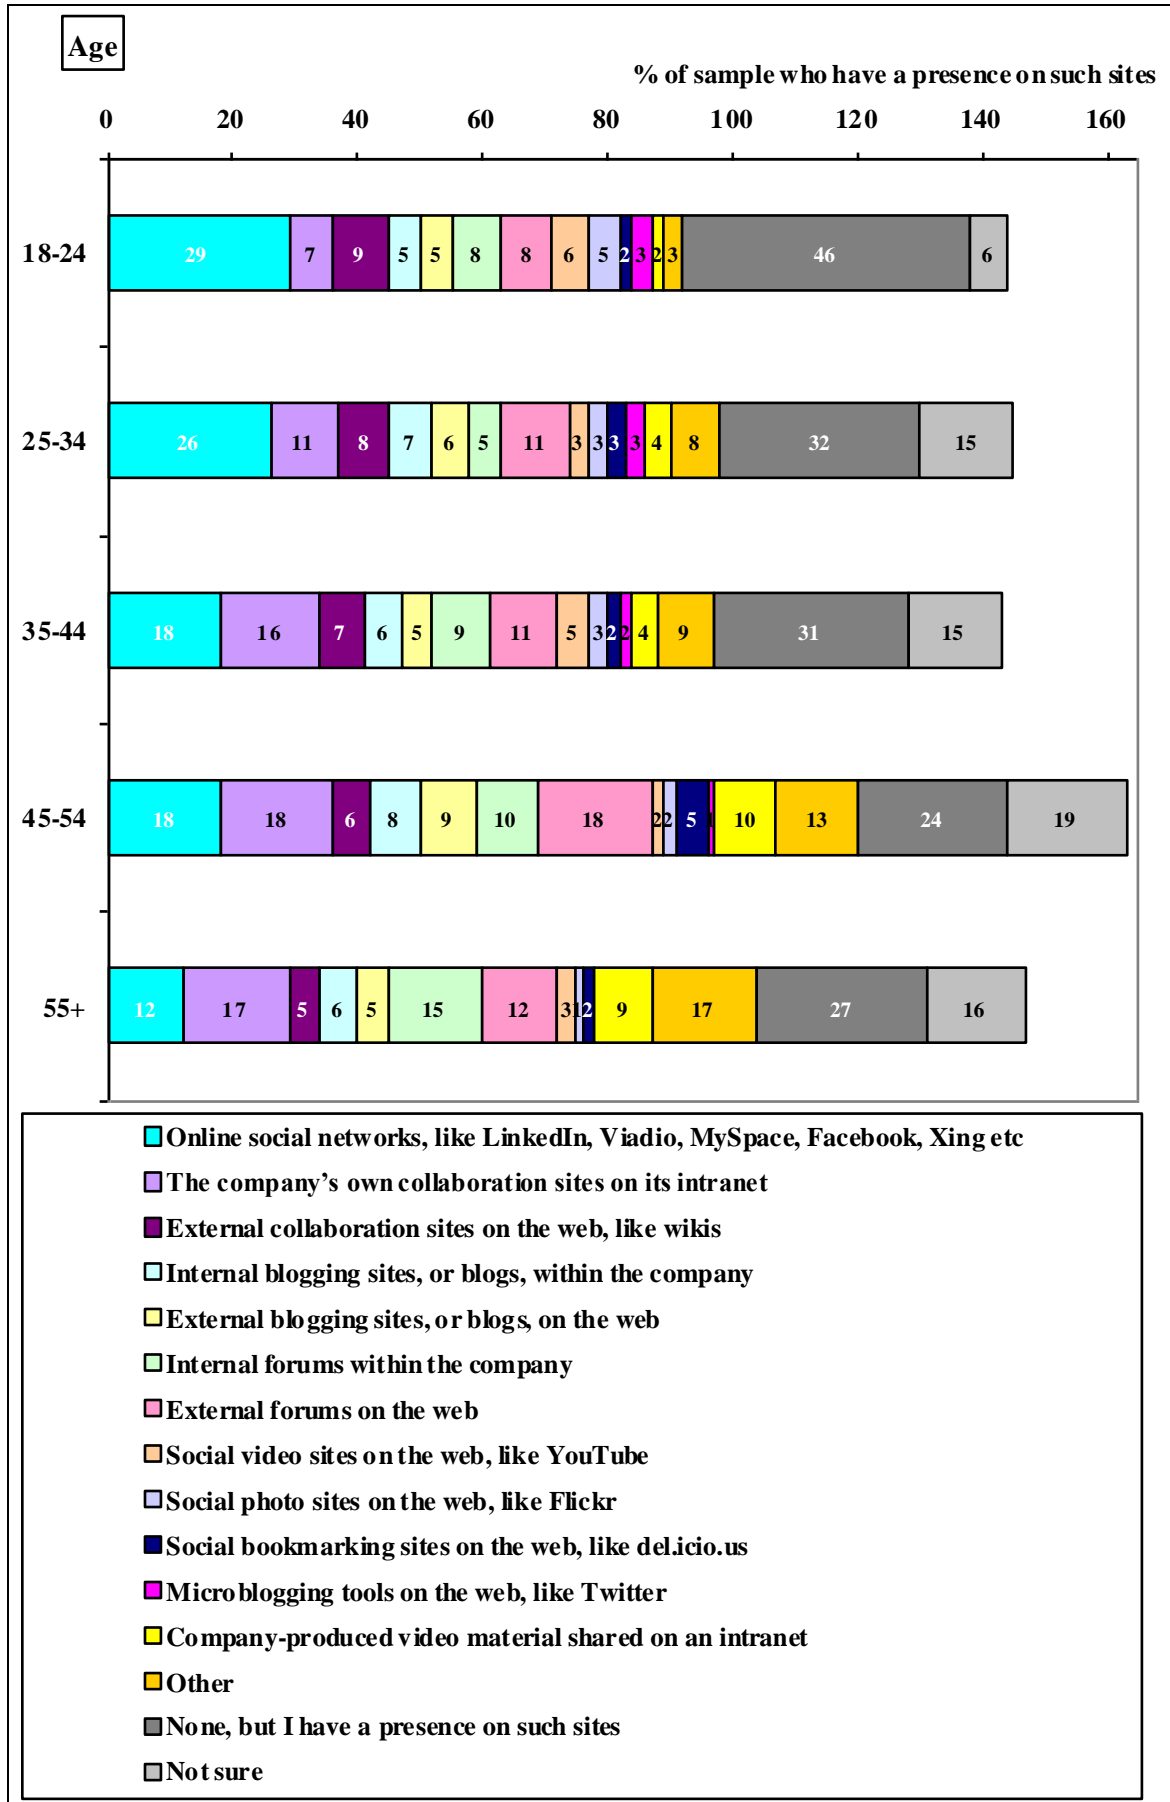 Age
% of sample who have a presence on such sites
0 20 40 60 80 100 120 140 160
18-24 29 7 9 5 5 8 8 6 5 2 3 2 3 46 6
25-34 26 11 8 7 6 5 11 3 3 3 3 4 8 32 15
35-44 18 16 7 6 5 9 11 5 3 2 2 4 9 31 15
45-54 18 18 6 8 9 10 18 2 2 5 1 10 13 24 19
55+ 12 17 5 6 5 15 12 3 1 2 9 17 27 16
Online social networks, like LinkedIn, Viadio, MySpace, Facebook, Xing etc
The company’s own collaboration sites on its intranet
External collaboration sites on the web, like wikis
Internal blogging sites, or blogs, within the company
External blogging sites, or blogs, on the web
Internal forums within the company
External forums on the web
Social video sites on the web, like YouTube
Social photo sites on the web, like Flickr
Social bookmarking sites on the web, like del.icio.us
Microblogging tools on the web, like Twitter
Company-produced video material shared on an intranet
Other
None, but I have a presence on such sites
Not sure